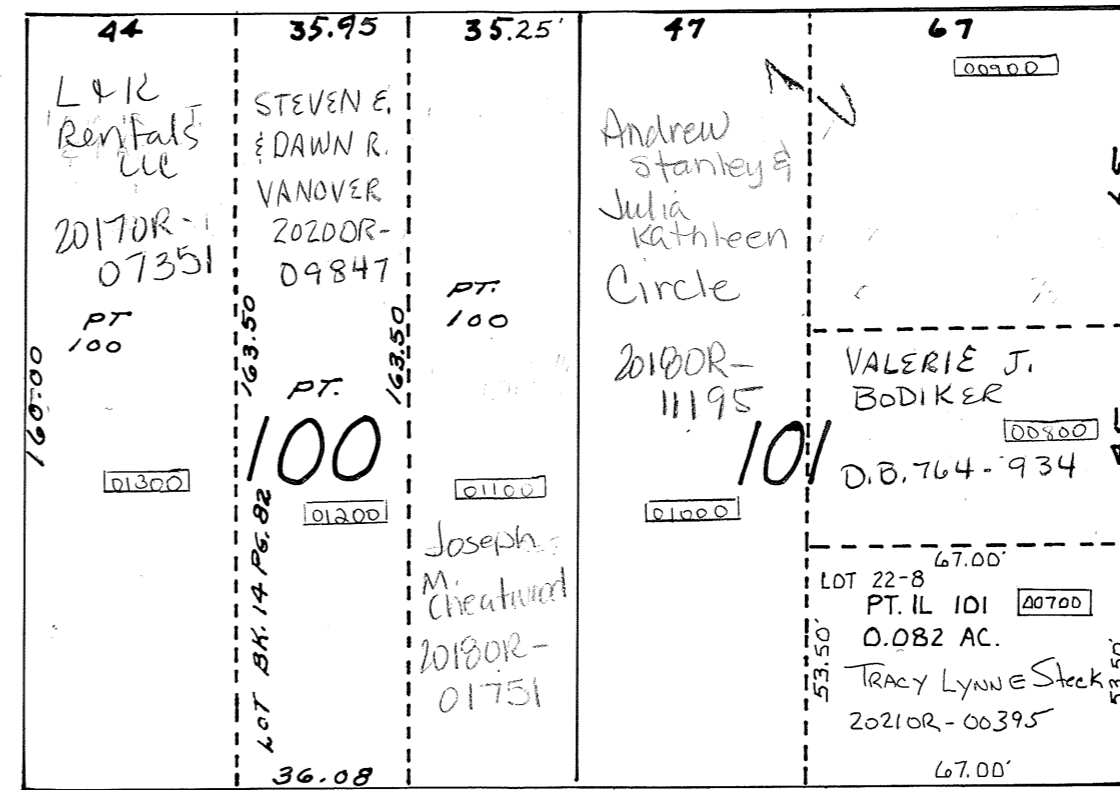 44
L & K
Rentals
LLC
2017OR-
07351
PT
100
160.00
01300
35.95
STEVEN E.
& DAWN R.
VANOVER
2020OR-
09847
163.50
163.50
PT.
100
01200
LOT BK. 14 PG. 82
36.08
35.25'
PT.
100
01100
Joseph
M.
Cheatwood
2018OR-
01751
47
Andrew
Stanley &
Julia
Kathleen
Circle
2018OR-
11195
101
01000
67
00900
VALERIE J.
BODIKER
00800
D.B. 764-934
67.00'
LOT 22-8
PT. IL 101
00700
0.082 AC.
53.50'
TRACY LYNNE Steck
53.50'
2021OR-00395
67.00'